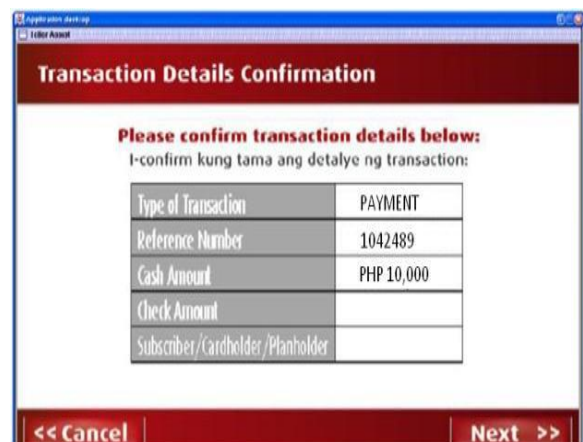 Application desktop
Teller Assist
Transaction Details Confirmation
Please confirm transaction details below:
I-confirm kung tama ang detalye ng transaction:
Type of Transaction PAYMENT
Reference Number 1042489
Cash Amount PHP 10,000
Check Amount
Subscriber/Cardholder/Planholder
<< Cancel Next >>